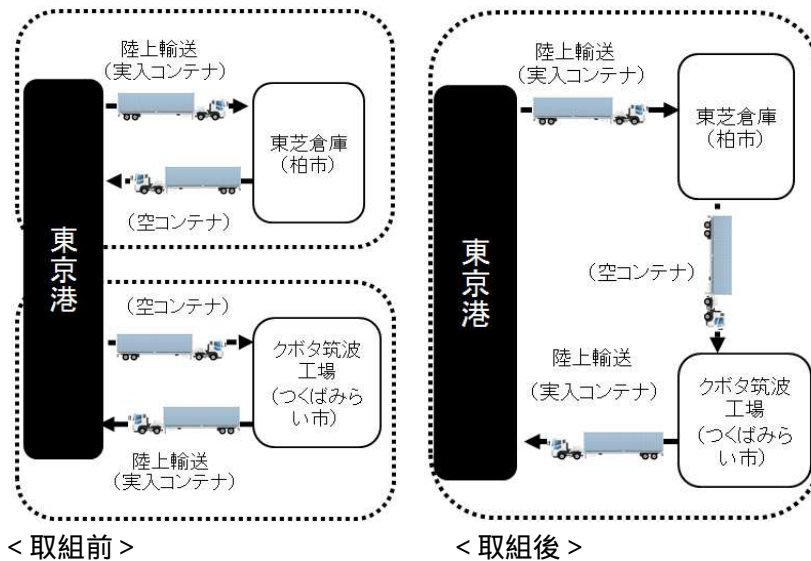 陸上輸送
(実入コンテナ)
東芝倉庫
(柏市)
(空コンテナ)
東京港
(空コンテナ)
クボタ筑波
工場
(つくばみら
い市)
陸上輸送
(実入コンテナ)
<取組前>
陸上輸送
(実入コンテナ)
東芝倉庫
(柏市)
東京港
(空コンテナ)
陸上輸送
(実入コンテナ)
クボタ筑波
工場
(つくばみら
い市)
<取組後>